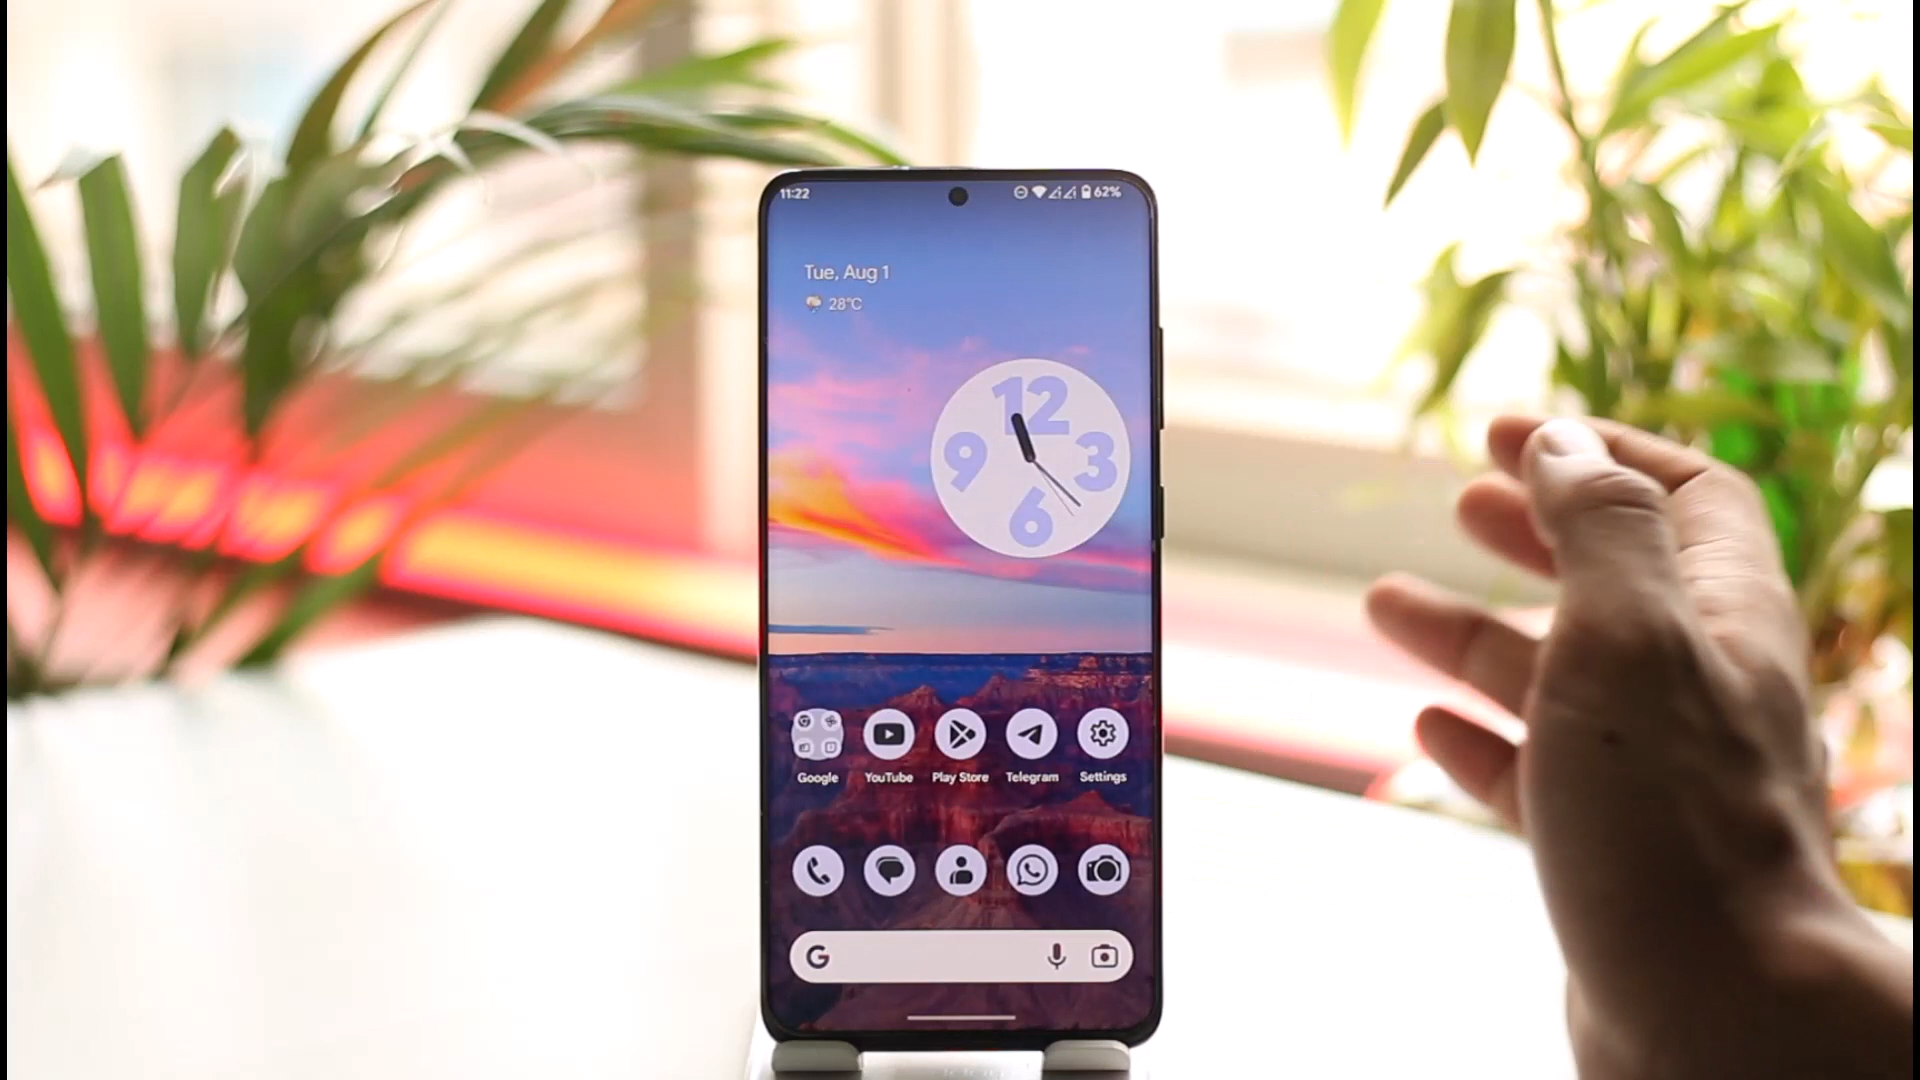 11:22 62%
Tue, Aug 1
28°C
12
9 3
6
Google YouTube Play Store Telegram Settings
G